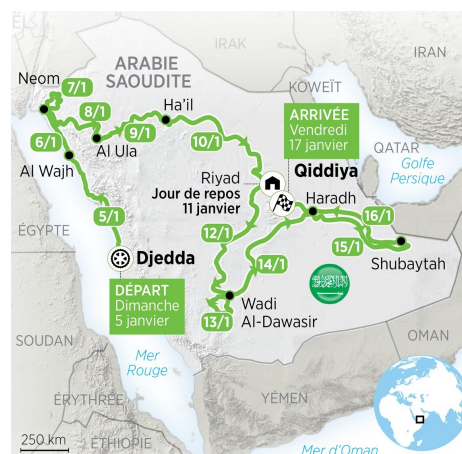 IRAK
IRAN
ARABIE
SAOUDITE
KOWEÏT
Neom
7/1
8/1
Ha'il
9/1
10/1
6/1
Al Ula
Al Wajh
ARRIVÉE
Vendredi
17 janvier
QATAR
Golfe
Persique
Riyad
Jour de repos
11 janvier
Qiddiya
Haradh
5/1
16/1
15/1
ÉGYPTE
12/1
14/1
Djedda
Shubaytah
DÉPART
Dimanche
5 janvier
13/1
Wadi
Al-Dawasir
OMAN
SOUDAN
Mer
Rouge
ÉRYTHRÉE
YÉMEN
250 km
ÉTHIOPIE
Mer d'Oman